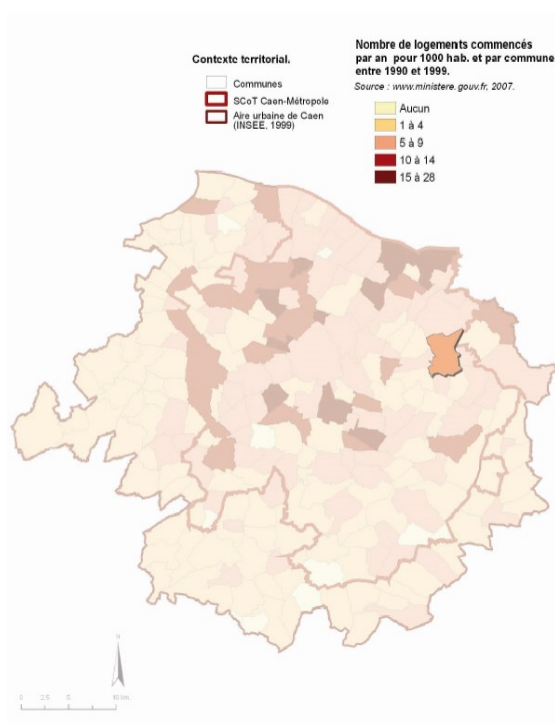 Contexte territorial.
Communes
SCoT Caen-Métropole
Aire urbaine de Caen
(INSEE, 1999)
Nombre de logements commencés
par an pour 1000 hab. et par commune
entre 1990 et 1999.
Source : www.ministere.gouv.fr, 2007.
Aucun
1 à 4
5 à 9
10 à 14
15 à 28
N
0 2.5 5 10 km